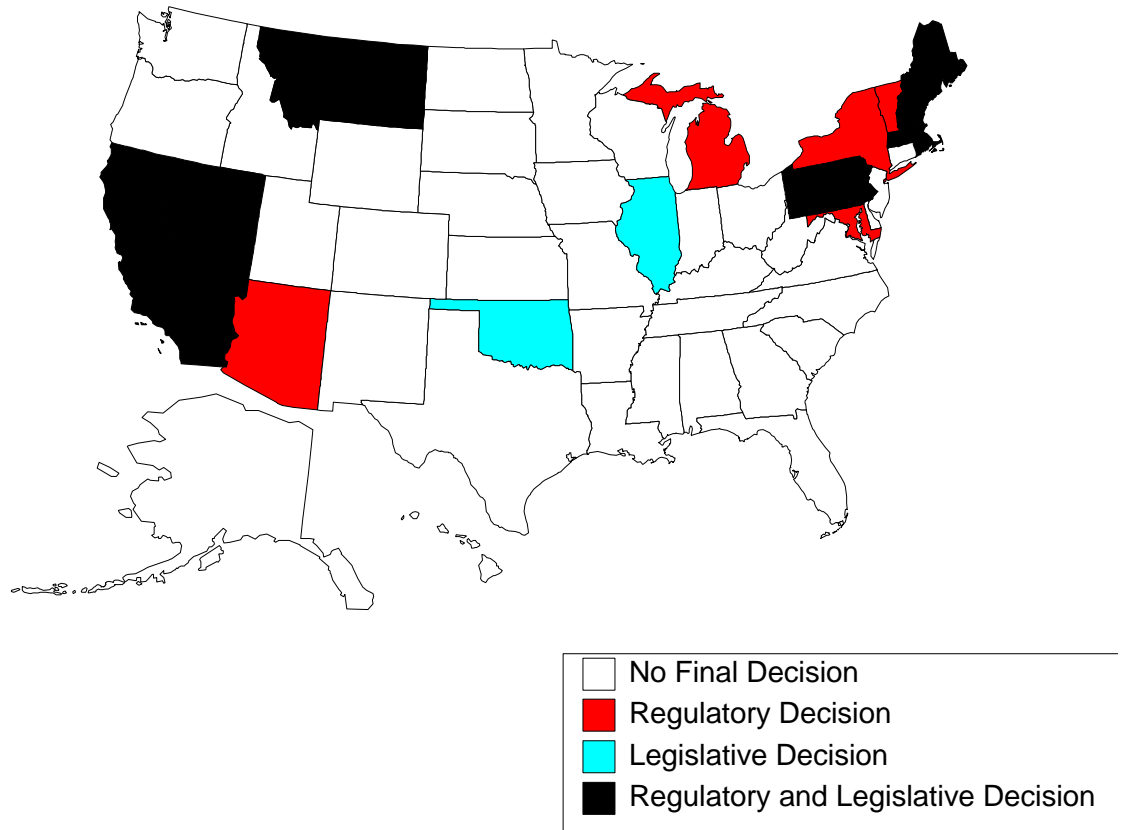 No Final Decision
Regulatory Decision
Legislative Decision
Regulatory and Legislative Decision